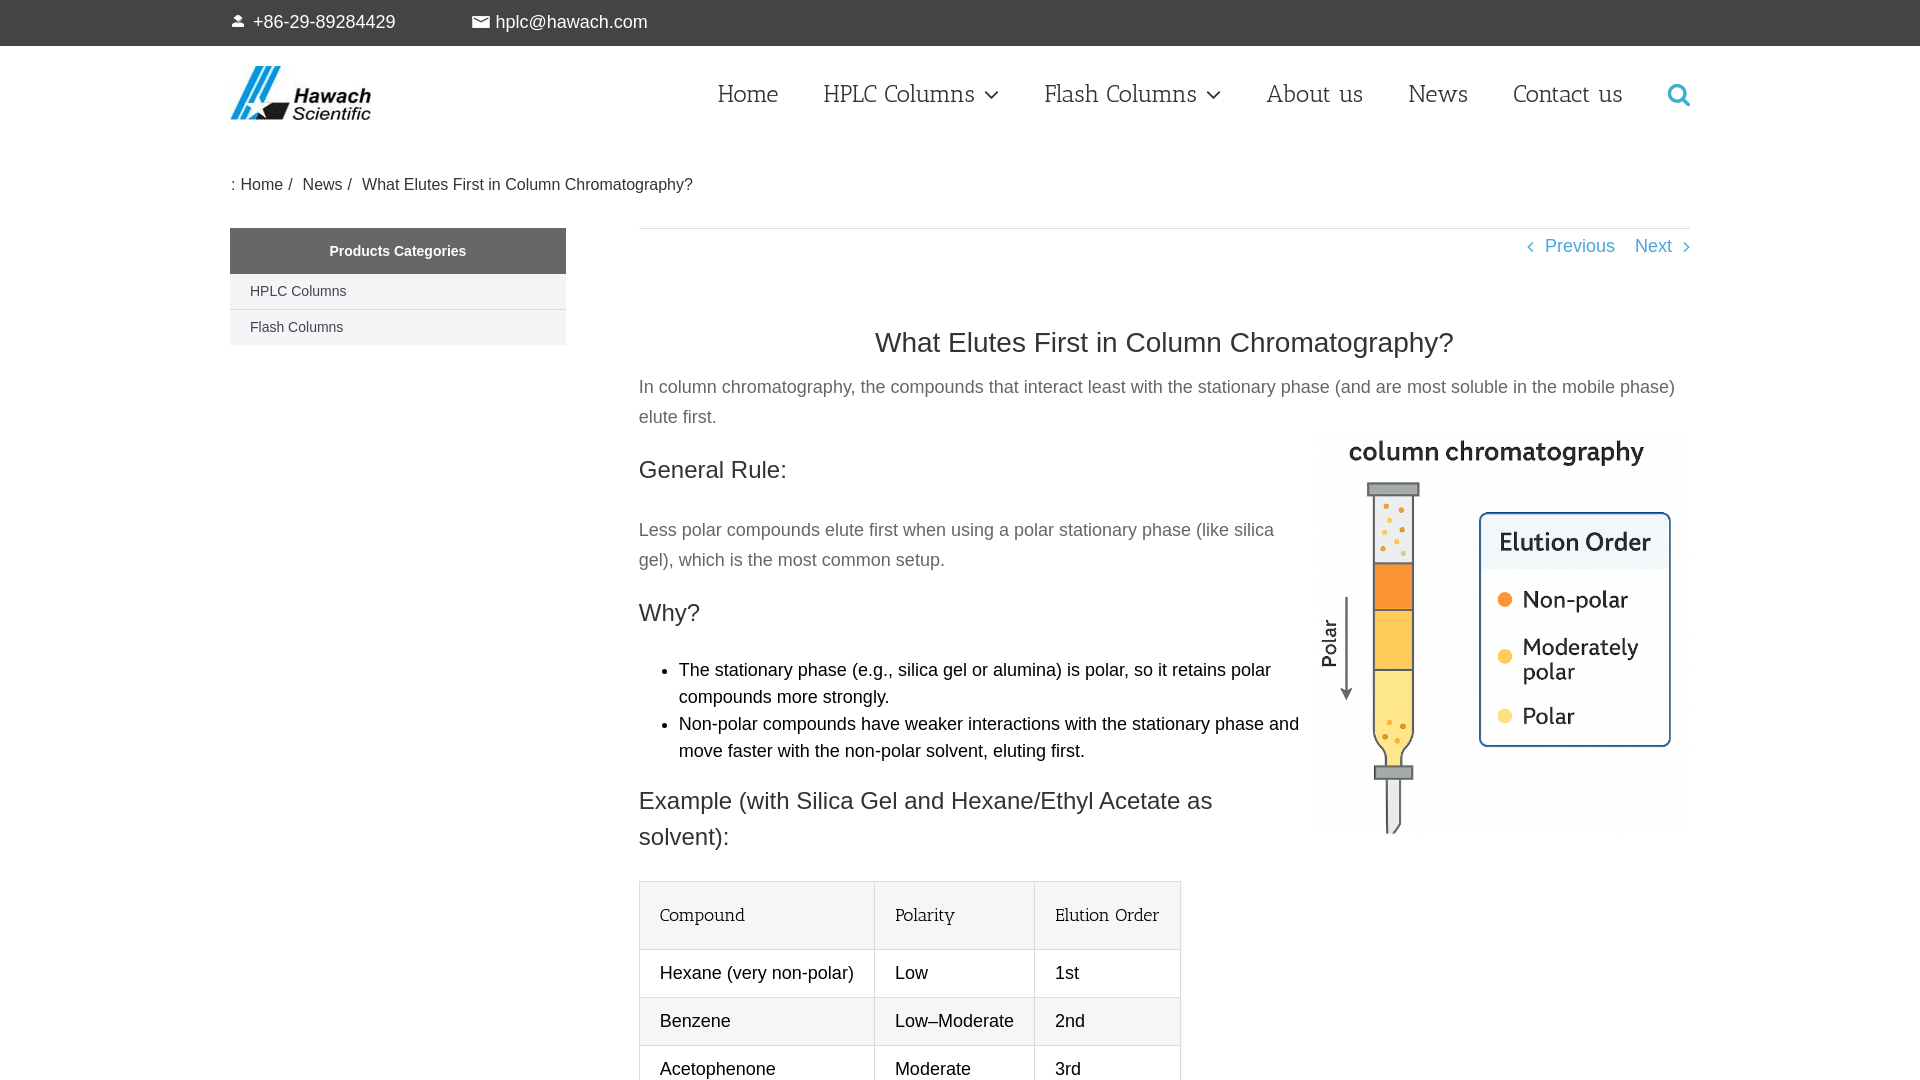 +86-29-89284429 hplc@hawach.com
Hawach
Scientific
Home HPLC Columns Flash Columns About us News Contact us
: Home / News / What Elutes First in Column Chromatography?
Products Categories
HPLC Columns
Flash Columns
Previous Next
What Elutes First in Column Chromatography?
In column chromatography, the compounds that interact least with the stationary phase (and are most soluble in the mobile phase)
elute first.
General Rule:
Less polar compounds elute first when using a polar stationary phase (like silica
gel), which is the most common setup.
Why?
• The stationary phase (e.g., silica gel or alumina) is polar, so it retains polar
compounds more strongly.
• Non-polar compounds have weaker interactions with the stationary phase and
move faster with the non-polar solvent, eluting first.
column chromatography
Polar
Elution Order
Non-polar
Moderately
polar
Polar
Example (with Silica Gel and Hexane/Ethyl Acetate as
solvent):
Compound Polarity Elution Order
Hexane (very non-polar) Low 1st
Benzene Low–Moderate 2nd
Acetophenone Moderate 3rd